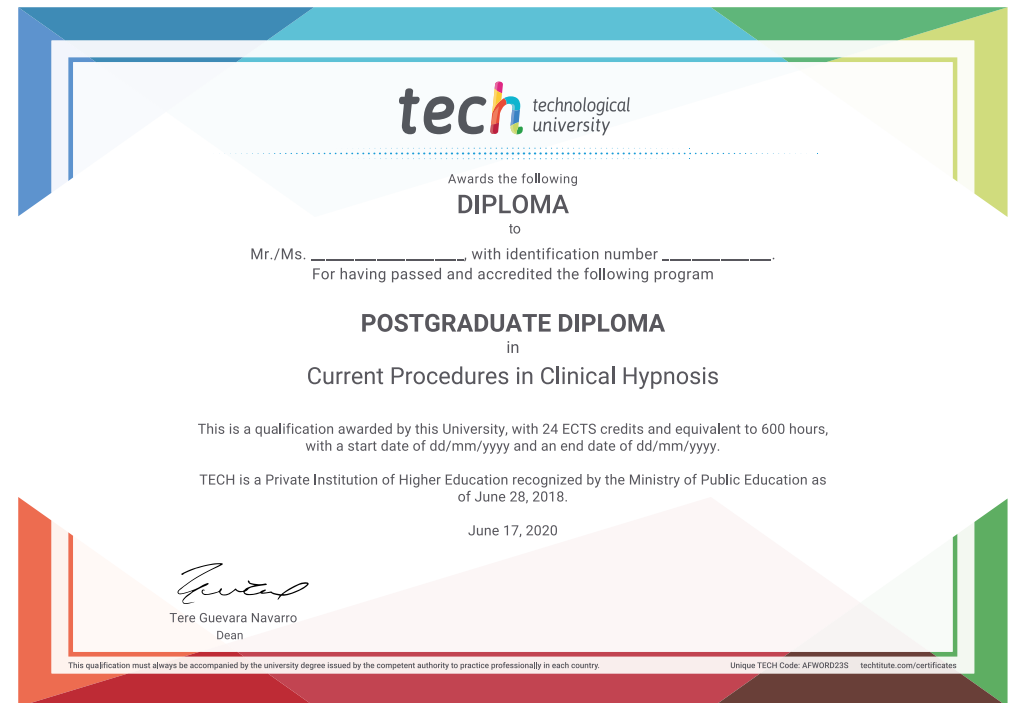 tech technological
university
Awards the following
DIPLOMA
to
Mr./Ms. __________________, with identification number _____________.
For having passed and accredited the following program
POSTGRADUATE DIPLOMA
in
Current Procedures in Clinical Hypnosis
This is a qualification awarded by this University, with 24 ECTS credits and equivalent to 600 hours,
with a start date of dd/mm/yyyy and an end date of dd/mm/yyyy.
TECH is a Private Institution of Higher Education recognized by the Ministry of Public Education as
of June 28, 2018.
June 17, 2020
Tere Guevara Navarro
Dean
This qualification must always be accompanied by the university degree issued by the competent authority to practice professionally in each country.
Unique TECH Code: AFWORD23S techtitute.com/certificates